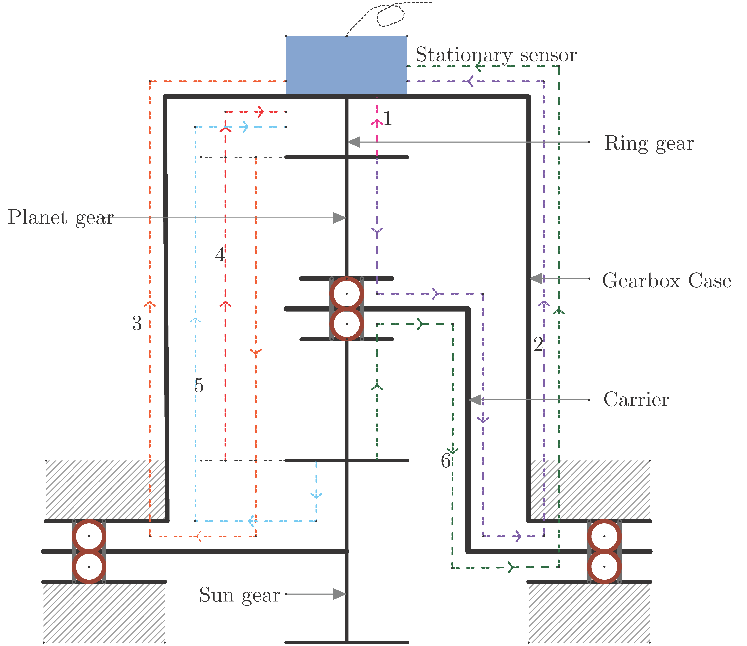 Stationary sensor
1
Ring gear
Planet gear
4
Gearbox Case
3
2
5
Carrier
6
Sun gear